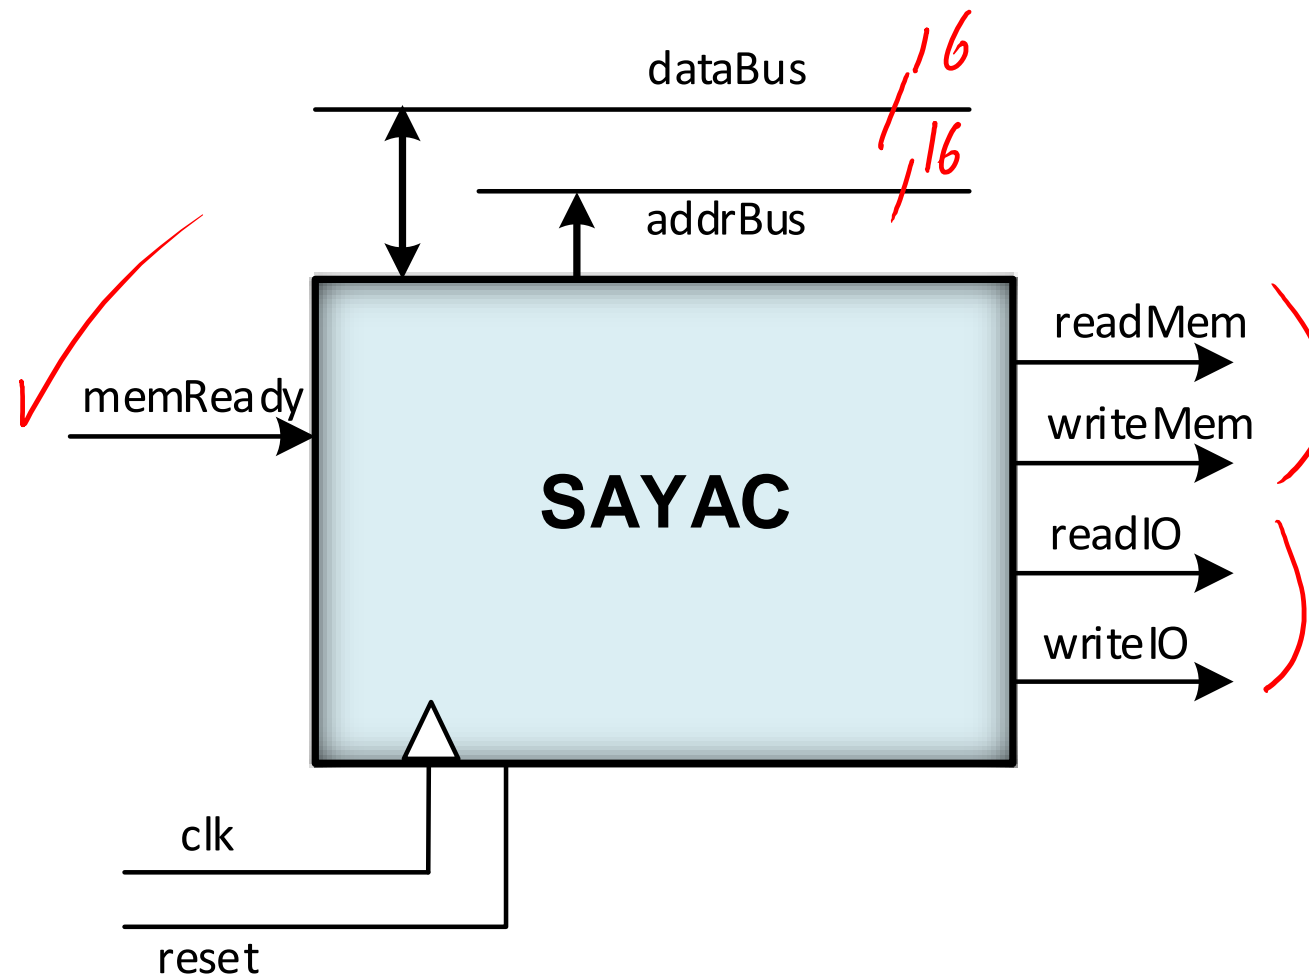 dataBus
16
16
addrBus
readMem
memReady
writeMem
SAYAC
readIO
writeIO
clk
reset